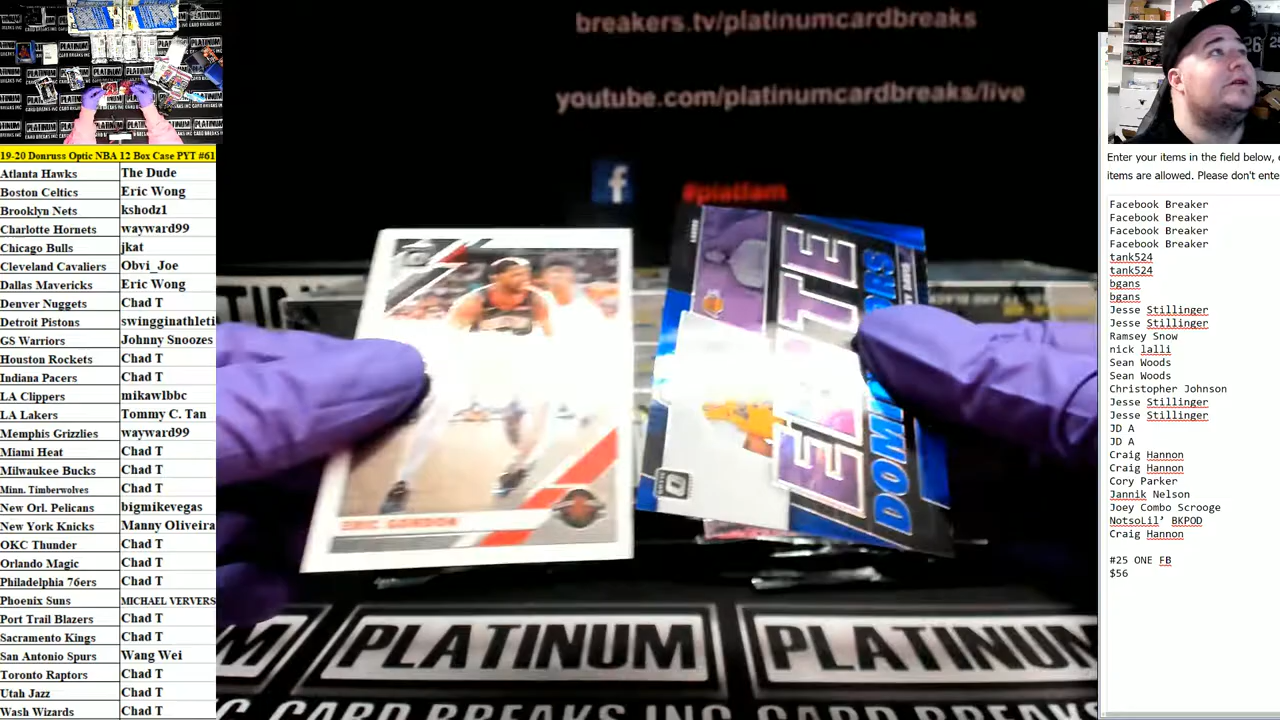 breakers.tv/platinumcardbreaks
youtube.com/platinumcardbreaks/live
f
#platfam
19-20 Donruss Optic NBA 12 Box Case PYT #61
Atlanta Hawks The Dude
Boston Celtics Eric Wong
Brooklyn Nets kshodz1
Charlotte Hornets wayward99
Chicago Bulls jkat
Cleveland Cavaliers Obvi_Joe
Dallas Mavericks Eric Wong
Denver Nuggets Chad T
Detroit Pistons swingginathleti
GS Warriors Johnny Snoozes
Houston Rockets Chad T
Indiana Pacers Chad T
LA Clippers mikawlbbc
LA Lakers Tommy C. Tan
Memphis Grizzlies wayward99
Miami Heat Chad T
Milwaukee Bucks Chad T
Minn. Timberwolves Chad T
New Orl. Pelicans bigmikevegas
New York Knicks Manny Oliveira
OKC Thunder Chad T
Orlando Magic Chad T
Philadelphia 76ers Chad T
Phoenix Suns MICHAEL VERVERS
Port Trail Blazers Chad T
Sacramento Kings Chad T
San Antonio Spurs Wang Wei
Toronto Raptors Chad T
Utah Jazz Chad T
Wash Wizards Chad T
ERIC GORDON
ELITE
PLATINUM
PLATINUM
CARD BREAKS INC
CARD BREAKS INC
Enter your items in the field below,
items are allowed. Please don't ente
Facebook Breaker
Facebook Breaker
Facebook Breaker
Facebook Breaker
tank524
tank524
bgans
bgans
Jesse Stillinger
Jesse Stillinger
Ramsey Snow
nick lalli
Sean Woods
Sean Woods
Christopher Johnson
Jesse Stillinger
Jesse Stillinger
JD A
JD A
Craig Hannon
Craig Hannon
Cory Parker
Jannik Nelson
Joey Combo Scrooge
NotsoLil' BKPOD
Craig Hannon
#25 ONE FB
$56